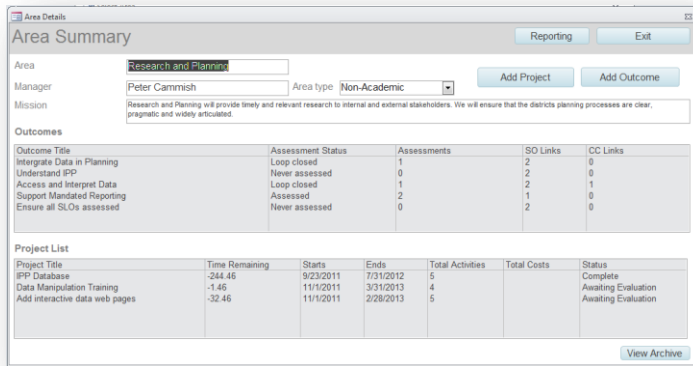 Area Details
Area Summary
Reporting
Exit
Area Research and Planning
Add Project Add Outcome
Manager Peter Cammish Area type Non-Academic
Mission Research and Planning will provide timely and relevant research to internal and external stakeholders. We will ensure that the districts planning processes are clear,
pragmatic and widely articulated.
Outcomes
Outcome Title Assessment Status Assessments SO Links CC Links
Intergrate Data in Planning Loop closed 1 2 0
Understand IPP Never assessed 0 2 0
Access and Interpret Data Loop closed 1 2 1
Support Mandated Reporting Assessed 2 1 0
Ensure all SLOs assessed Never assessed 0 2 0
Project List
Project Title Time Remaining Starts Ends Total Activities Total Costs Status
IPP Database -244.46 9/23/2011 7/31/2012 5 Complete
Data Manipulation Training -1.46 11/1/2011 3/31/2013 4 Awaiting Evaluation
Add interactive data web pages -32.46 11/1/2011 2/28/2013 5 Awaiting Evaluation
View Archive